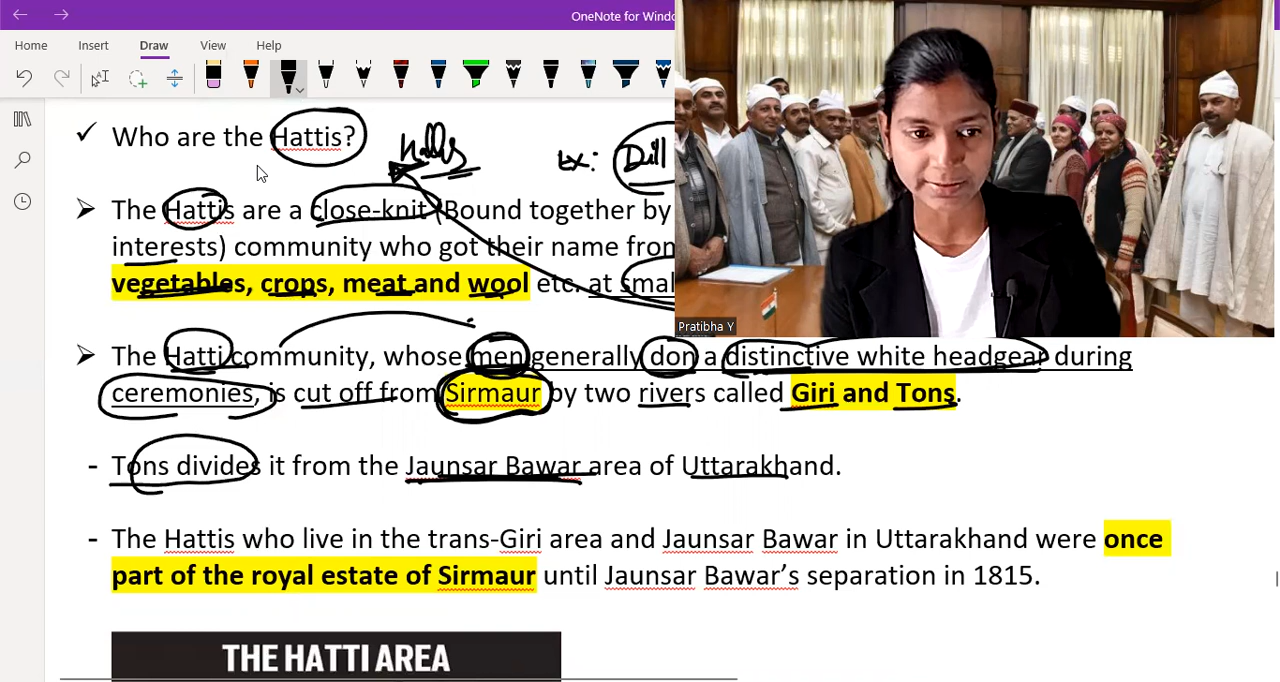 OneNote for Windo
Home Insert Draw View Help
✓ Who are the Hattis?
Ex: Dill
➢ The Hattis are a close-knit (Bound together by
interests) community who got their name from
vegetables, crops, meat and wool etc. at smal
Pratibha Y
➢ The Hatti community, whose men generally don a distinctive white headgear during
ceremonies, is cut off from Sirmaur by two rivers called Giri and Tons.
- Tons divides it from the Jaunsar Bawar area of Uttarakhand.
- The Hattis who live in the trans-Giri area and Jaunsar Bawar in Uttarakhand were once
part of the royal estate of Sirmaur until Jaunsar Bawar's separation in 1815.
THE HATTI AREA